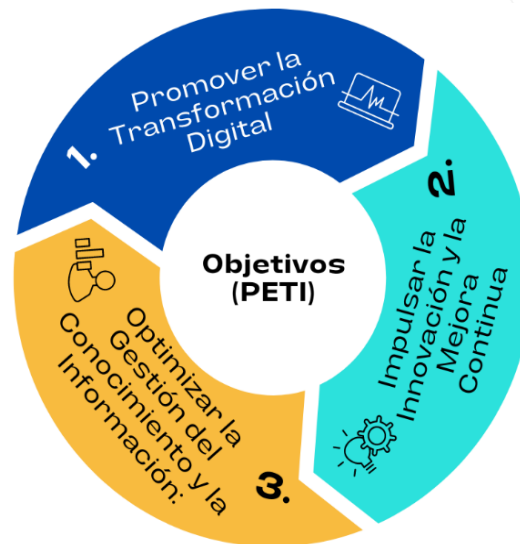 1.
Promover la
Transformación
Digital
2.
Impulsar la
Innovación y la
Mejora
Continua
3.
Optimizar la
Gestión del
Conocimiento y la
Información:
Objetivos
(PETI)